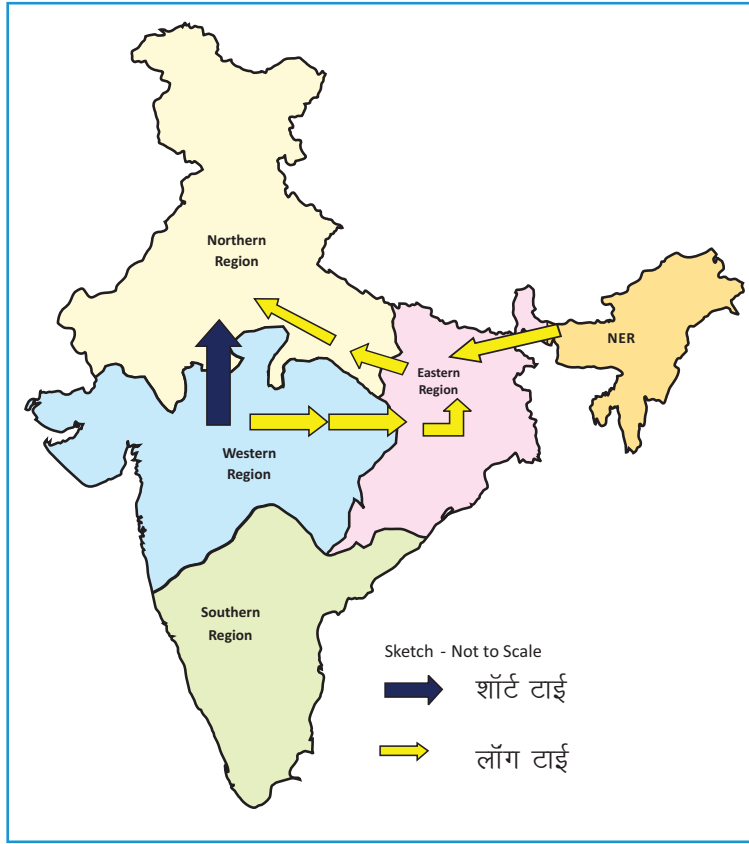 Northern
Region
NER
Eastern
Region
Western
Region
Southern
Region
Sketch - Not to Scale
शॉर्ट टाई
लॉग टाई